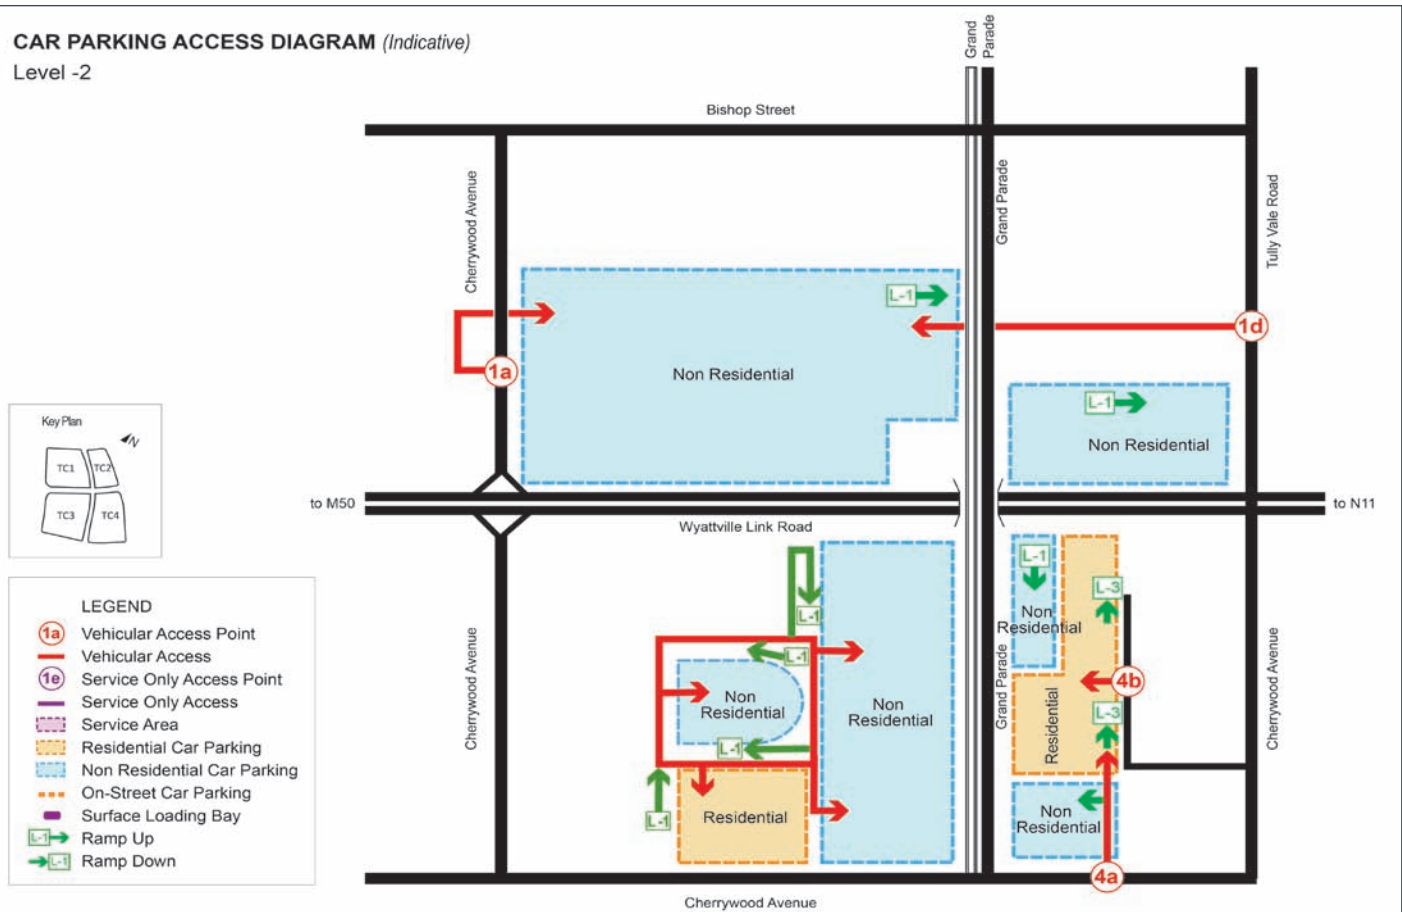 CAR PARKING ACCESS DIAGRAM (Indicative)
Level -2
Grand
Parade
Bishop Street
Cherrywood Avenue
Grand Parade
Tully Vale Road
L-1
1d
1a
Non Residential
L-1
Non Residential
Key Plan
N
TC1
TC2
TC3
TC4
to M50
to N11
Wyattville Link Road
LEGEND
1a Vehicular Access Point
Vehicular Access
1e Service Only Access Point
Service Only Access
Service Area
Residential Car Parking
Non Residential Car Parking
On-Street Car Parking
Surface Loading Bay
L-1 Ramp Up
L-1 Ramp Down
Cherrywood Avenue
L-1
L-1
Non
Residential
L-1
L-1
Residential
Non
Residential
Grand Parade
L-1
Non
Residential
L-3
4b
L-3
Residential
Non
Residential
4a
Cherrywood Avenue
Cherrywood Avenue